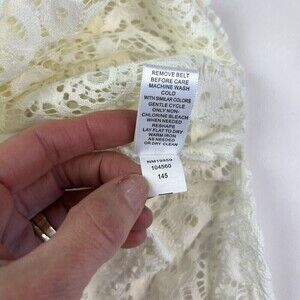 REMOVE BELT
BEFORE CARE
MACHINE WASH
COLD
WITH SIMILAR COLORS
GENTLE CYCLE
ONLY NON-
CHLORINE BLEACH
WHEN NEEDED
RESHAPE
LAY FLAT TO DRY
WARM IRON
AS NEEDED
OR DRY CLEAN
104560
145